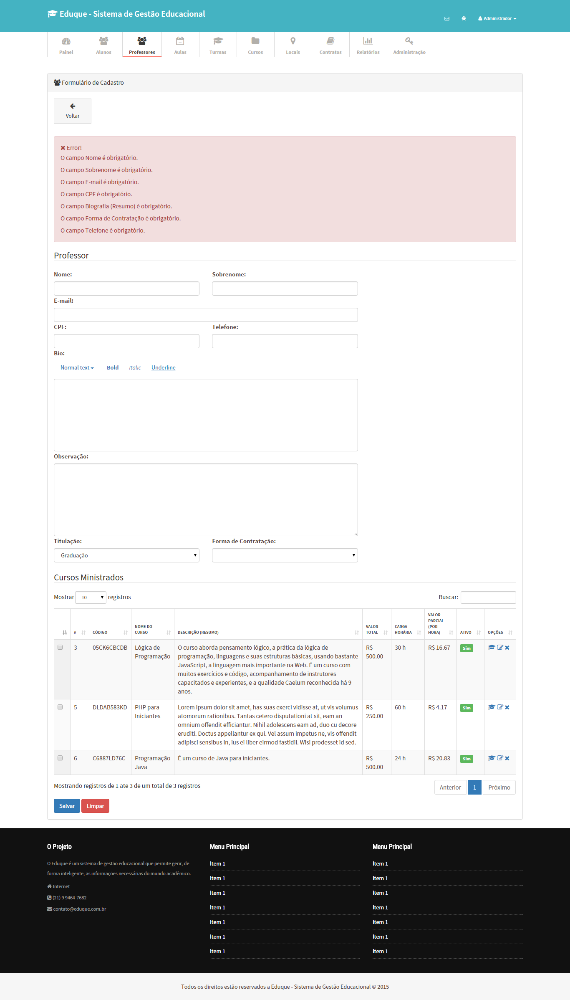 Eduque - Sistema de Gestão Educacional
Administrador
Painel
Alunos
Professores
Aulas
Turmas
Cursos
Locais
Contratos
Relatórios
Administração
Formulário de Cadastro
Voltar
Error!
O campo Nome é obrigatório.
O campo Sobrenome é obrigatório.
O campo E-mail é obrigatório.
O campo CPF é obrigatório.
O campo Biografia (Resumo) é obrigatório.
O campo Forma de Contratação é obrigatório.
O campo Telefone é obrigatório.
Professor
Nome: Sobrenome:
E-mail:
CPF: Telefone:
Bio:
Normal text Bold Italic Underline
Observação:
Titulação: Forma de Contratação:
Graduação
Cursos Ministrados
Mostrar 10 registros Buscar:
#
CÓDIGO
NOME DO
CURSO
DESCRIÇÃO (RESUMO)
VALOR
TOTAL
CARGA
HORÁRIA
VALOR
PARCIAL
(POR
HORA)
ATIVO
OPÇÕES
3
05CK6CBCDB
Lógica de
Programação
O curso aborda pensamento lógico, a prática da lógica de
programação, linguagens e suas estruturas básicas, usando bastante
JavaScript, a linguagem mais importante na Web. É um curso com
muitos exercícios e código, acompanhamento de instrutores
capacitados e experientes, e a qualidade Caelum reconhecida há 9
anos.
R$
500.00
30 h
R$ 16.67
Sim
5
DLDAB583KD
PHP para
Iniciantes
Lorem ipsum dolor sit amet, has suas exerci vidisse at, ut vis volumus
atomorum rationibus. Tantas cetero disputationi at sit, eam an
omnium offendit efficiantur. Nihil adolescens eam ad, duo cu decore
eruditi. Doctus appellantur ex qui. Vel assum impetus ne, vis offendit
adipisci sensibus in, ius ei liber eirmod fastidii. Wisi prodesset id sed.
R$
250.00
60 h
R$ 4.17
Sim
6
C6887LD76C
Programação
Java
É um curso de Java para iniciantes.
R$
500.00
24 h
R$ 20.83
Sim
Mostrando registros de 1 ate 3 de um total de 3 registros
Anterior 1 Próximo
Salvar Limpar
O Projeto
O Eduque é um sistema de gestão educacional que permite gerir, de
forma inteligente, as informações necessárias do mundo acadêmico.
Internet
(21) 9 9464-7682
contato@eduque.com.br
Menu Principal
Item 1
Item 1
Item 1
Item 1
Item 1
Item 1
Item 1
Menu Principal
Item 1
Item 1
Item 1
Item 1
Item 1
Item 1
Item 1
Todos os direitos estão reservados a Eduque - Sistema de Gestão Educacional © 2015